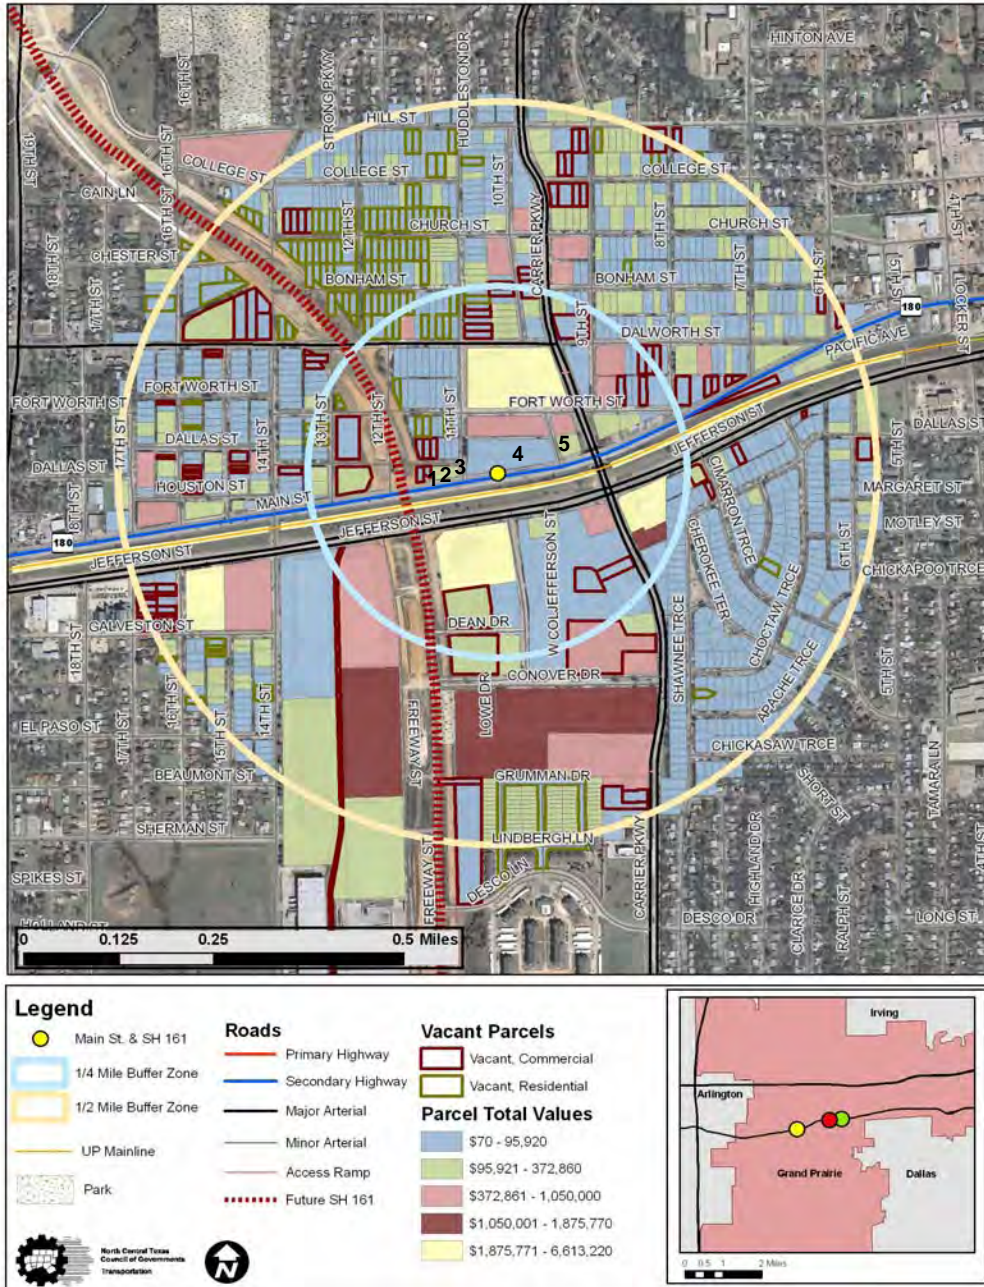 HINTON AVE
16TH ST
STRONG PKWY
HUDDLESTON DR
HILL ST
19TH ST
COLLEGE ST
16TH ST
COLLEGE ST
10TH ST
CARRIER PKWY
COLLEGE ST
CAIN LN
16TH ST
12TH ST
CHURCH ST
8TH ST
CHURCH ST
4TH ST
CHESTER ST
18TH ST
17TH ST
BONHAM ST
BONHAM ST
7TH ST
6TH ST
5TH ST
LOCKER ST
180
9TH ST
DALWORTH ST
PACIFIC AVE
FORT WORTH ST
FORT WORTH ST
FORT WORTH ST
JEFFERSON ST
17TH ST
13TH ST
12TH ST
11TH ST
DALLAS ST
14TH ST
DALLAS ST
DALLAS ST
5TH ST
1 2 3 4 5
HOUSTON ST
MAIN ST
CIMARRON TRCE
MARGARET ST
18TH ST
180
JEFFERSON ST
JEFFERSON ST
MOTLEY ST
6TH ST
CHEROKEE TER
CHICKAPOO TRCE
W COLJEFFERSON ST
GALVESTON ST
DEAN DR
CHOCTAW TRCE
18TH ST
SHAWNEE TRCE
CONOVER DR
5TH ST
EL PASO ST
17TH ST
16TH ST
15TH ST
14TH ST
FREEWAY ST
LOWE DR
APACHE TRCE
CHICKASAW TRCE
BEAUMONT ST
GRUMMAN DR
SHORT ST
TAMARA LN
SHERMAN ST
LINDBERGH LN
HIGHLAND DR
4TH ST
SPIKES ST
FREEWAY ST
DESCO LN
CARRIER PKWY
DESCO DR
CLARICE DR
RALPH ST
LONG ST
HOLLAND ST
0 0.125 0.25 0.5 Miles
Legend
Main St. & SH 161
1/4 Mile Buffer Zone
1/2 Mile Buffer Zone
UP Mainline
Park
North Central Texas
Council of Governments
Transportation
N
Roads
Primary Highway
Secondary Highway
Major Arterial
Minor Arterial
Access Ramp
Future SH 161
Vacant Parcels
Vacant, Commercial
Vacant, Residential
Parcel Total Values
$70 - 95,920
$95,921 - 372,860
$372,861 - 1,050,000
$1,050,001 - 1,875,770
$1,875,771 - 6,613,220
Irving
Arlington
Grand Prairie
Dallas
0 0.5 1 2 Miles